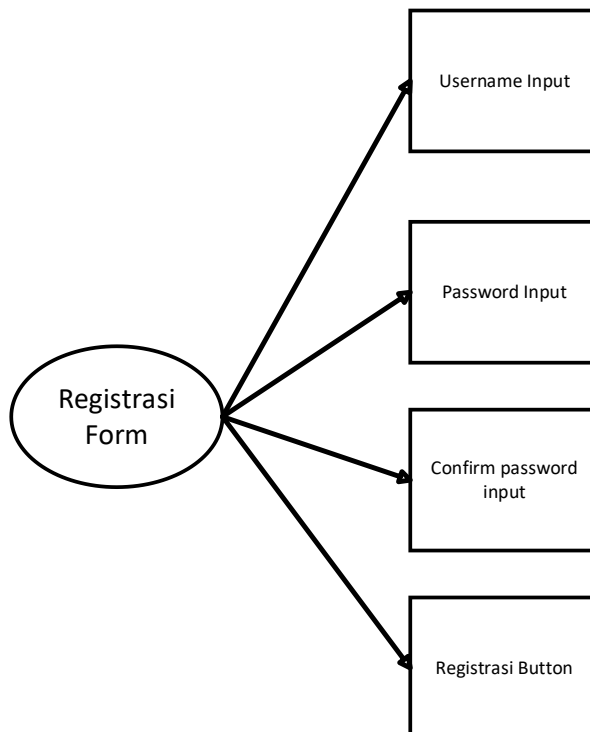 Username Input
Password Input
Registrasi
Form
Confirm password
input
Registrasi Button